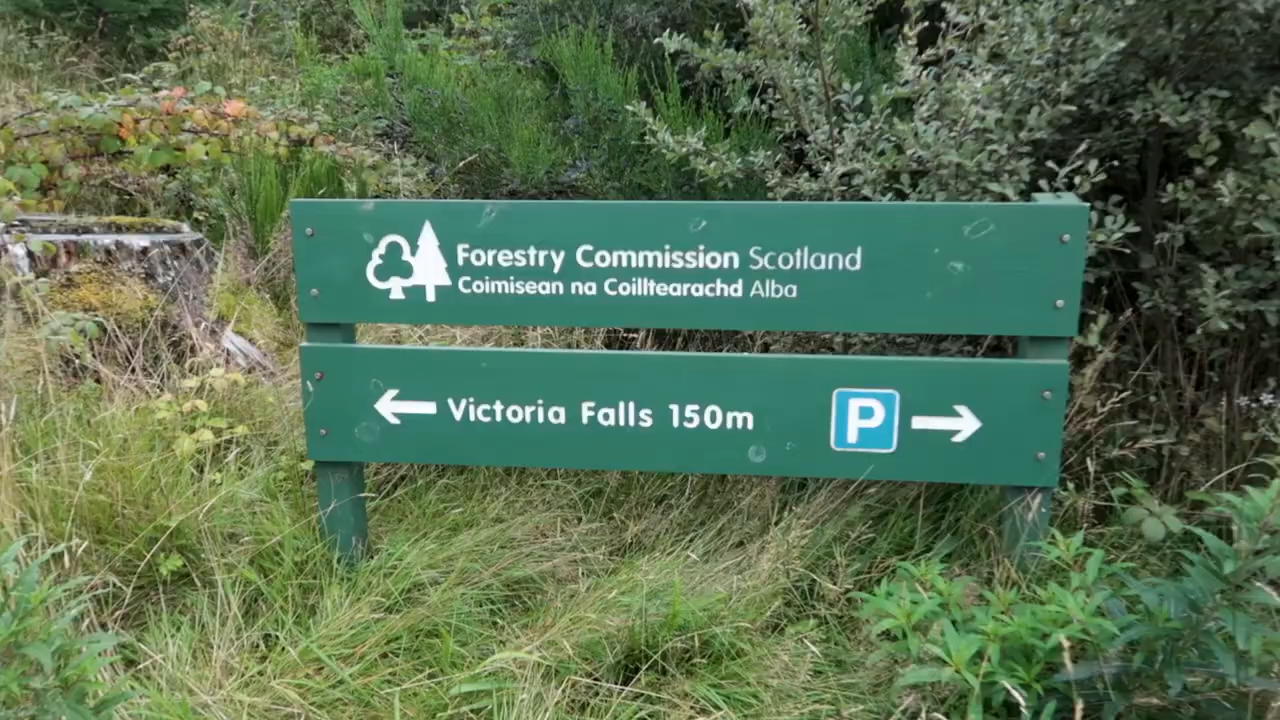 Forestry Commission Scotland
Coimisean na Coilltearachd Alba
Victoria Falls 150m P